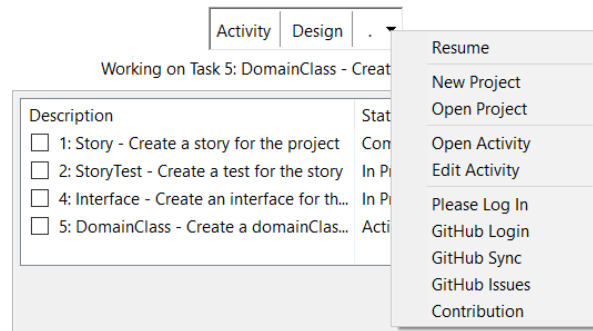 Activity Design .
Working on Task 5: DomainClass - Creat
Description Stat
1: Story - Create a story for the project Com
2: StoryTest - Create a test for the story In Pr
4: Interface - Create an interface for th... In Pr
5: DomainClass - Create a domainClas... Acti
Resume
New Project
Open Project
Open Activity
Edit Activity
Please Log In
GitHub Login
GitHub Sync
GitHub Issues
Contribution